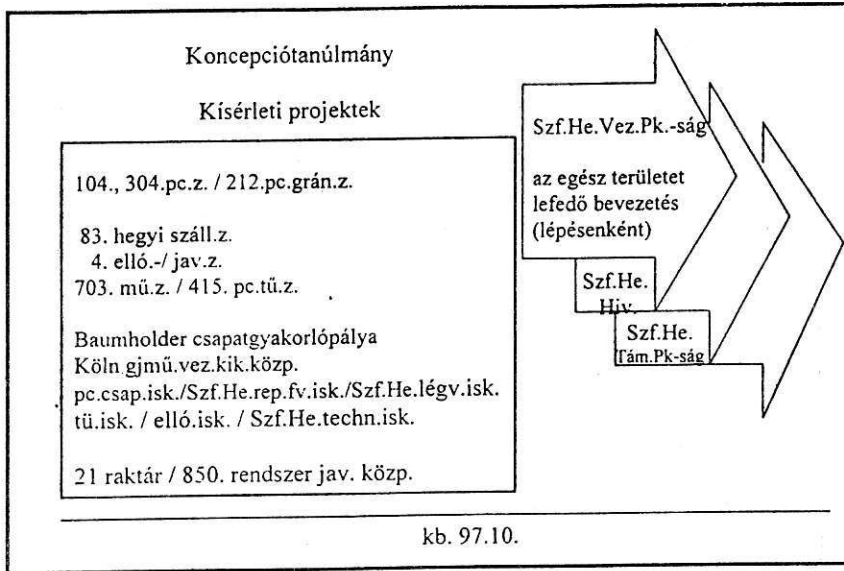 Koncepciótanúlmány
Kísérleti projektek
104., 304.pc.z. / 212.pc.grán.z.
83. hegyi száll.z.
4. elló.-/ jav.z.
703. mű.z. / 415. pc.tű.z.
Baumholder csapatgyakorlópálya
Köln gjmű.vez.kik.közp.
pc.csap.isk./Szf.He.rep.fv.isk./Szf.He.légv.isk.
tü.isk. / elló.isk. / Szf.He.techn.isk.
21 raktár / 850. rendszer jav. közp.
Szf.He.Vez.Pk.-ság
az egész területet
lefedő bevezetés
(lépésenként)
Szf.He.
Hiv.
Szf.He.
Tám.Pk-ság
kb. 97.10.